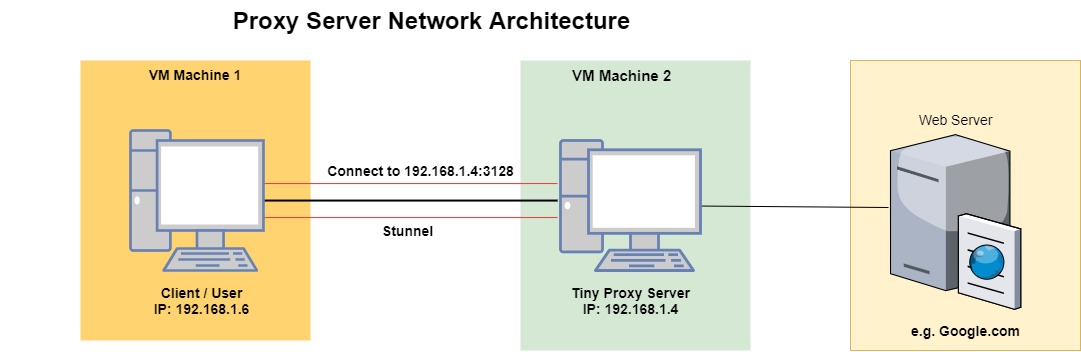 Proxy Server Network Architecture
VM Machine 1
VM Machine 2
Web Server
Connect to 192.168.1.4:3128
Stunnel
Client / User
IP: 192.168.1.6
Tiny Proxy Server
IP: 192.168.1.4
e.g. Google.com